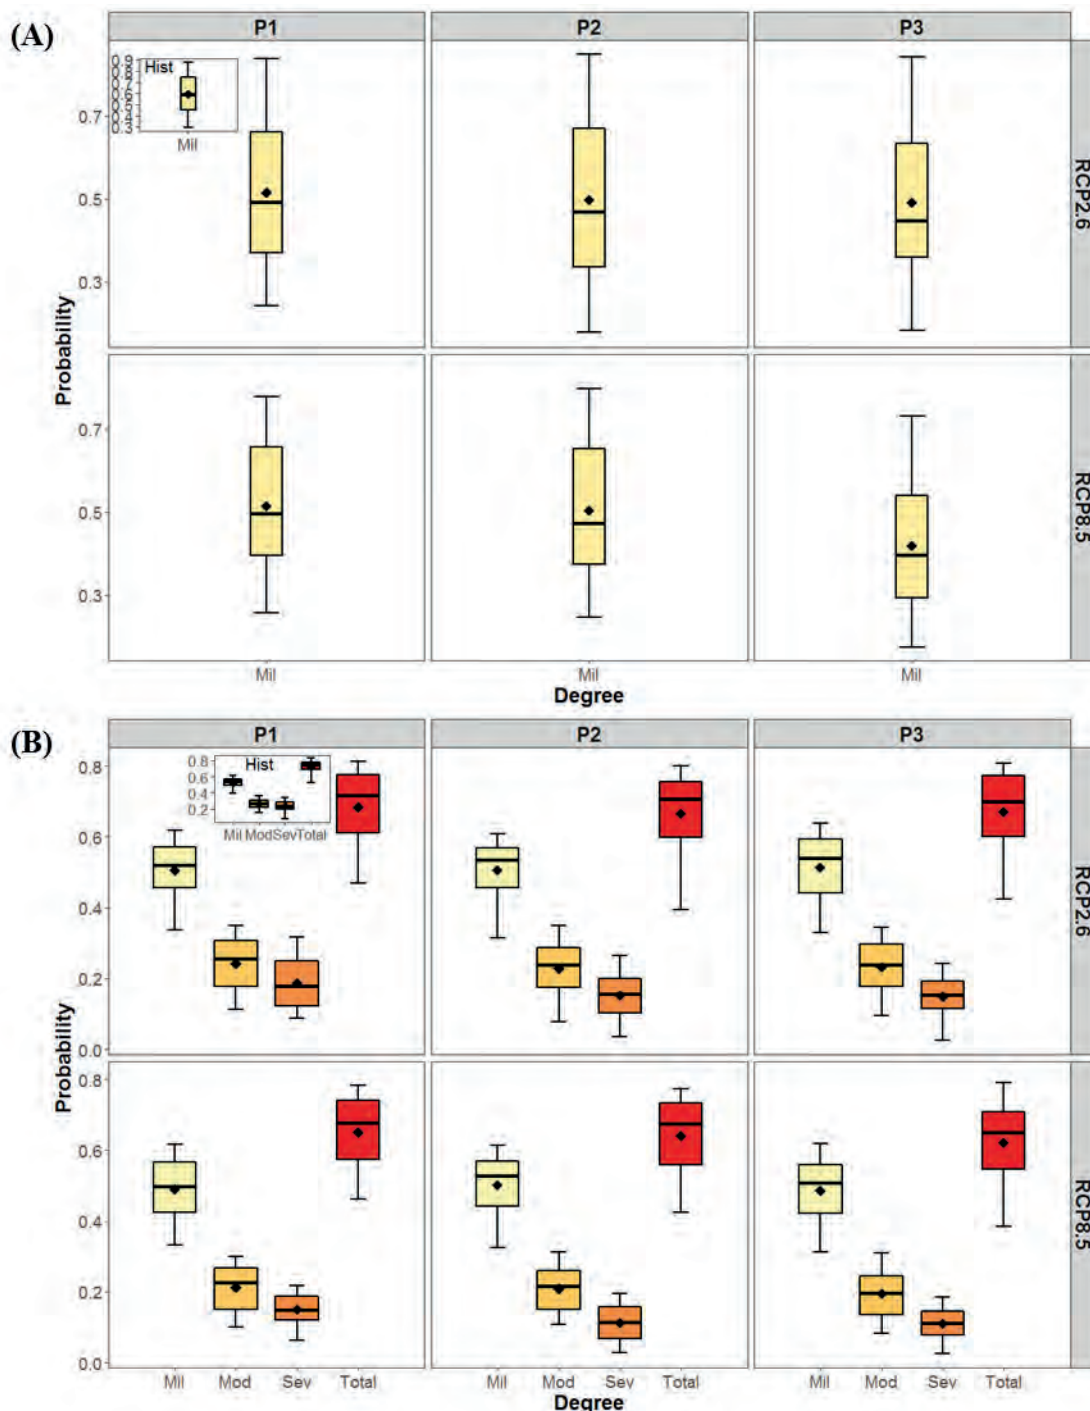 (A)
P1 P2 P3
Hist
0.9
0.8
0.7
0.6
0.5
0.4
0.3
Mil
0.7
0.5
0.3
RCP2.6
Probability
0.7
0.5
0.3
RCP8.5
Mil Mil Mil
Degree
(B)
P1 P2 P3
Hist
0.8
0.6
0.4
0.2
Mil Mod Sev Total
0.8
0.6
0.4
0.2
0.0
RCP2.6
Probability
0.8
0.6
0.4
0.2
0.0
RCP8.5
Mil Mod Sev Total Mil Mod Sev Total Mil Mod Sev Total
Degree